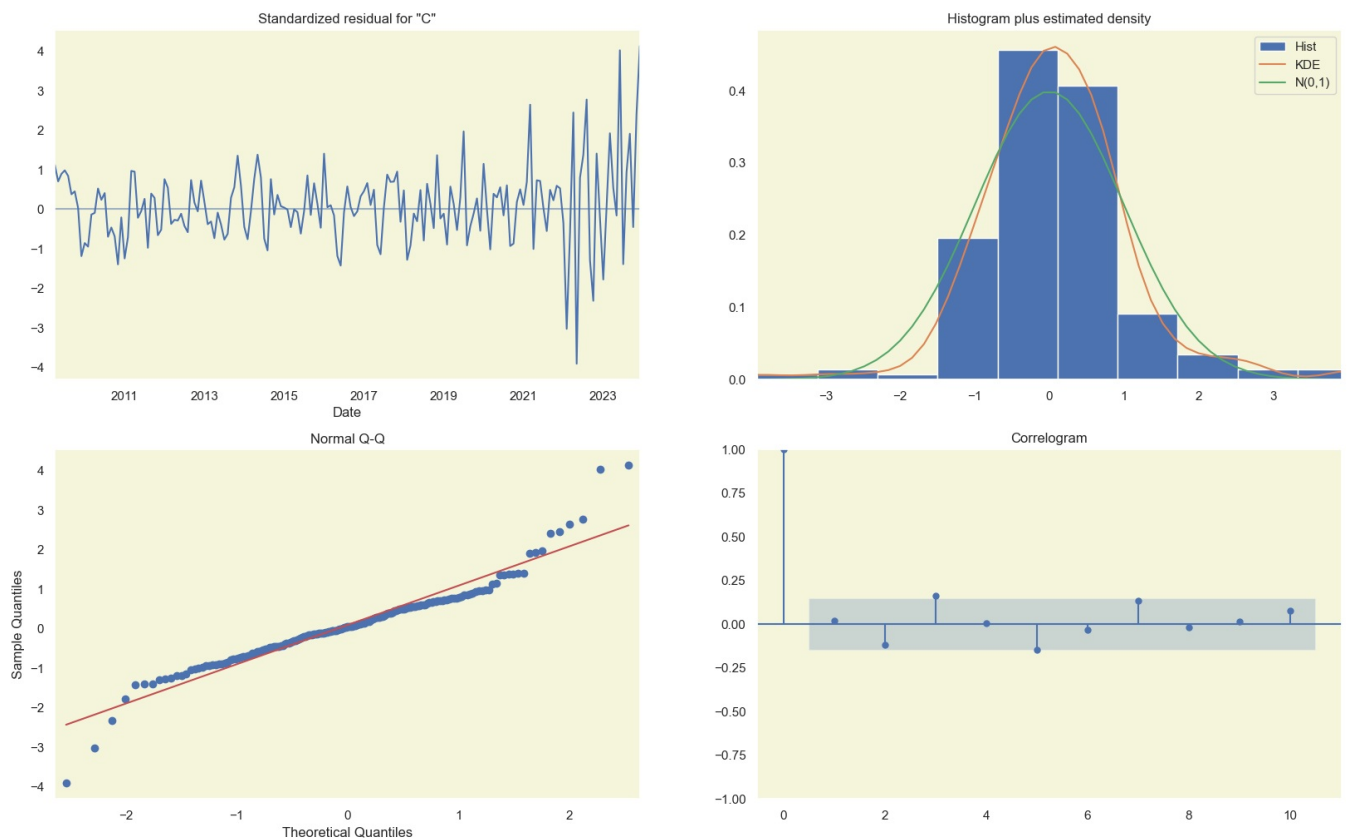 Standardized residual for "C"
4
3
2
1
0
−1
−2
−3
−4
2011 2013 2015 2017 2019 2021 2023
Date
Histogram plus estimated density
Hist
KDE
N(0,1)
0.4
0.3
0.2
0.1
0.0
−3 −2 −1 0 1 2 3
Normal Q-Q
Sample Quantiles
4
3
2
1
0
−1
−2
−3
−4
−2 −1 0 1 2
Theoretical Quantiles
Correlogram
1.00
0.75
0.50
0.25
0.00
−0.25
−0.50
−0.75
−1.00
0 2 4 6 8 10